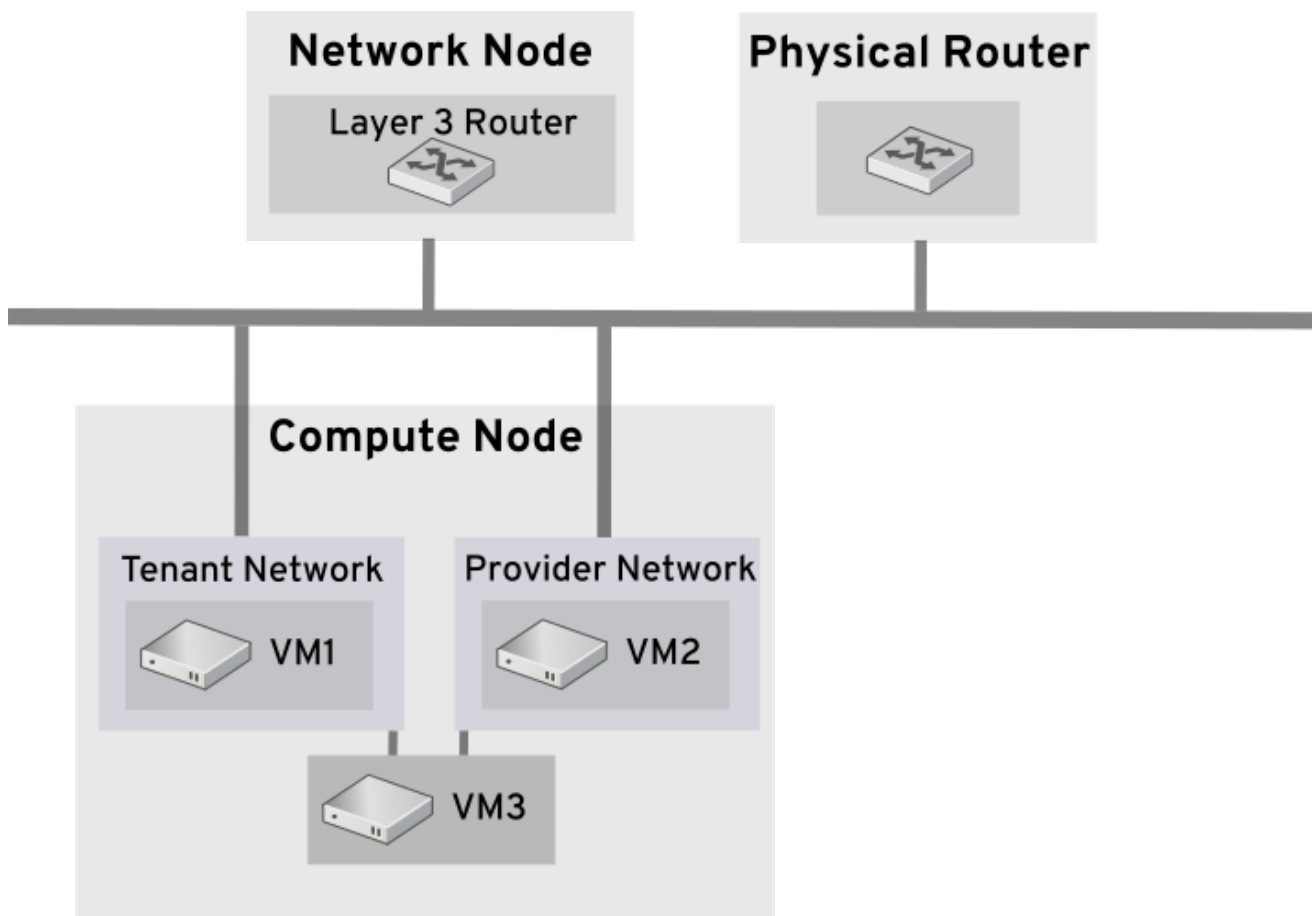 Network Node
Physical Router
Layer 3 Router
Compute Node
Tenant Network
Provider Network
VM1
VM2
VM3